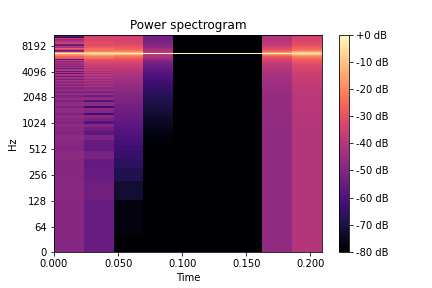 Power spectrogram
8192
4096
2048
1024
512
256
128
64
0
Hz
0.000 0.050 0.100 0.150 0.200
Time
+0 dB
-10 dB
-20 dB
-30 dB
-40 dB
-50 dB
-60 dB
-70 dB
-80 dB